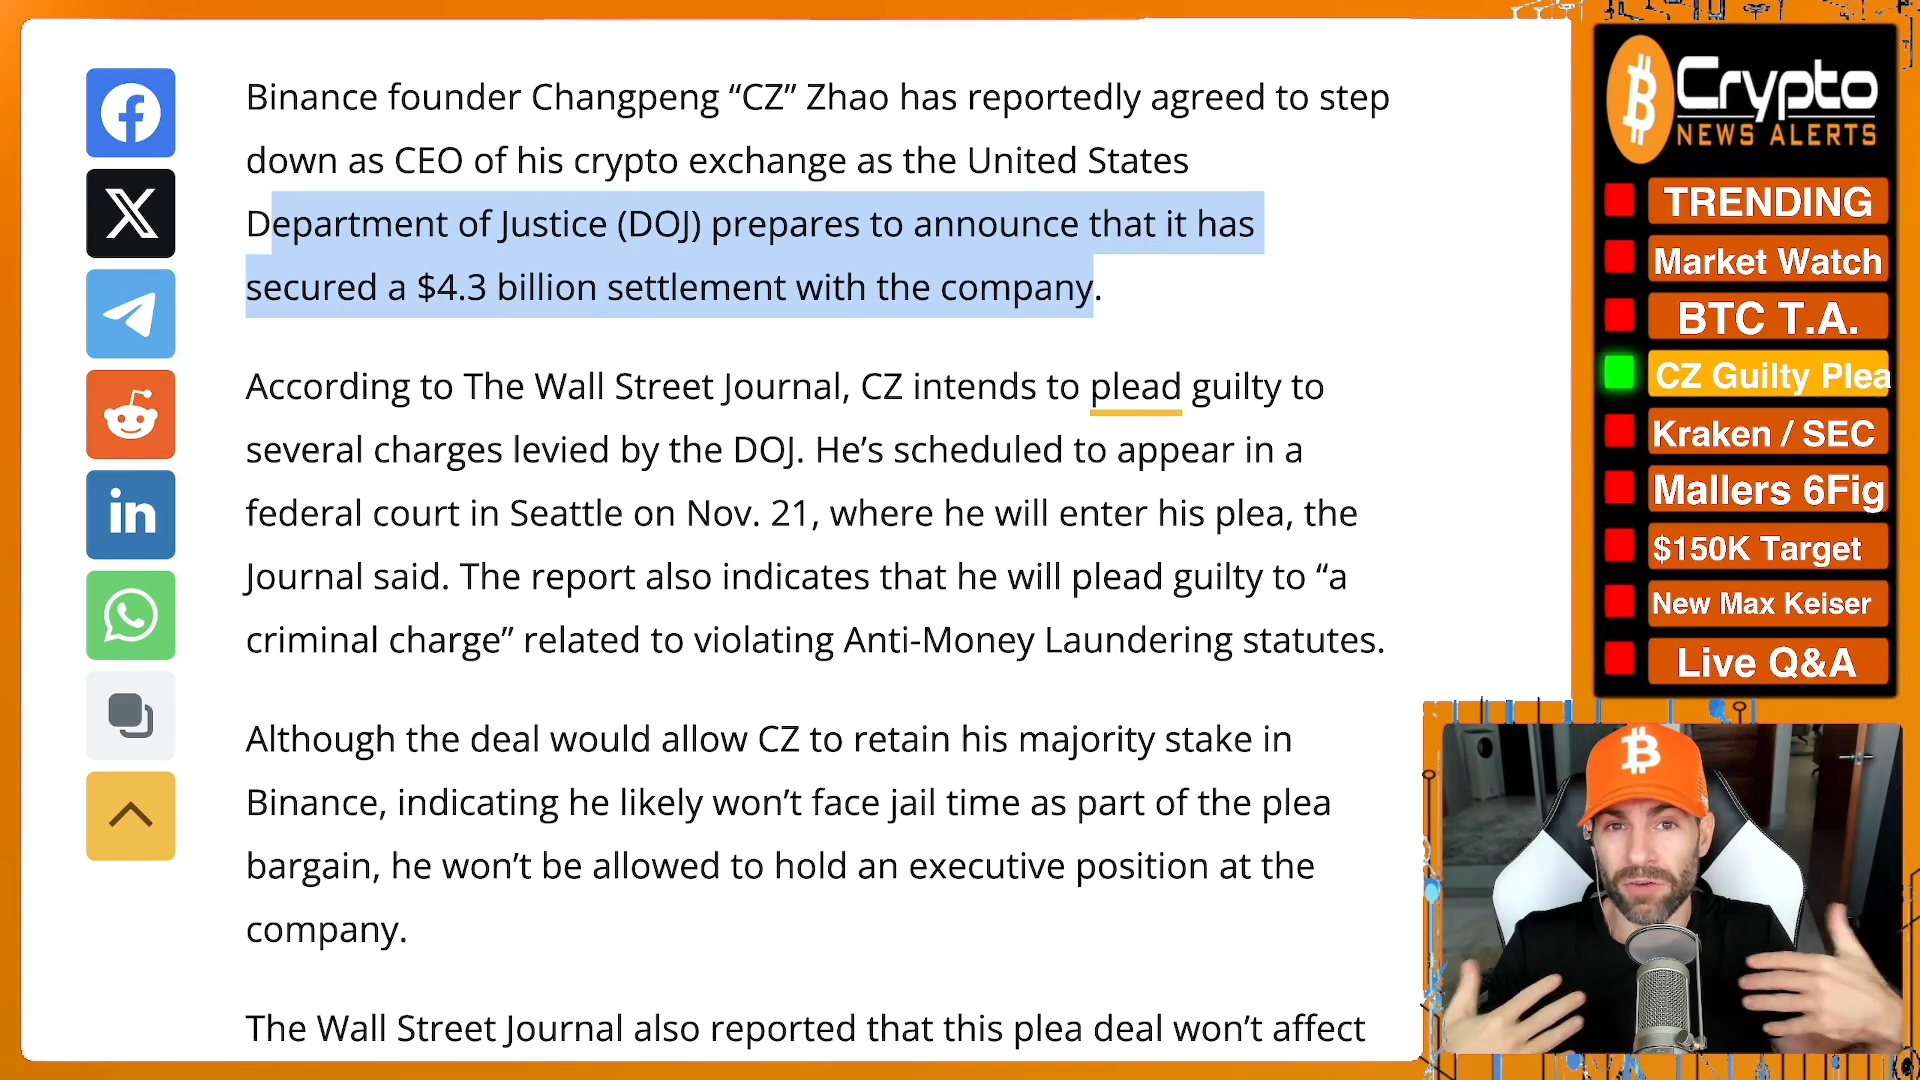 Binance founder Changpeng “CZ” Zhao has reportedly agreed to step
down as CEO of his crypto exchange as the United States
Department of Justice (DOJ) prepares to announce that it has
secured a $4.3 billion settlement with the company.
According to The Wall Street Journal, CZ intends to plead guilty to
several charges levied by the DOJ. He’s scheduled to appear in a
federal court in Seattle on Nov. 21, where he will enter his plea, the
Journal said. The report also indicates that he will plead guilty to “a
criminal charge” related to violating Anti-Money Laundering statutes.
Although the deal would allow CZ to retain his majority stake in
Binance, indicating he likely won’t face jail time as part of the plea
bargain, he won’t be allowed to hold an executive position at the
company.
The Wall Street Journal also reported that this plea deal won’t affect
Crypto
NEWS ALERTS
TRENDING
Market Watch
BTC T.A.
CZ Guilty Plea
Kraken / SEC
Mallers 6Fig
$150K Target
New Max Keiser
Live Q&A